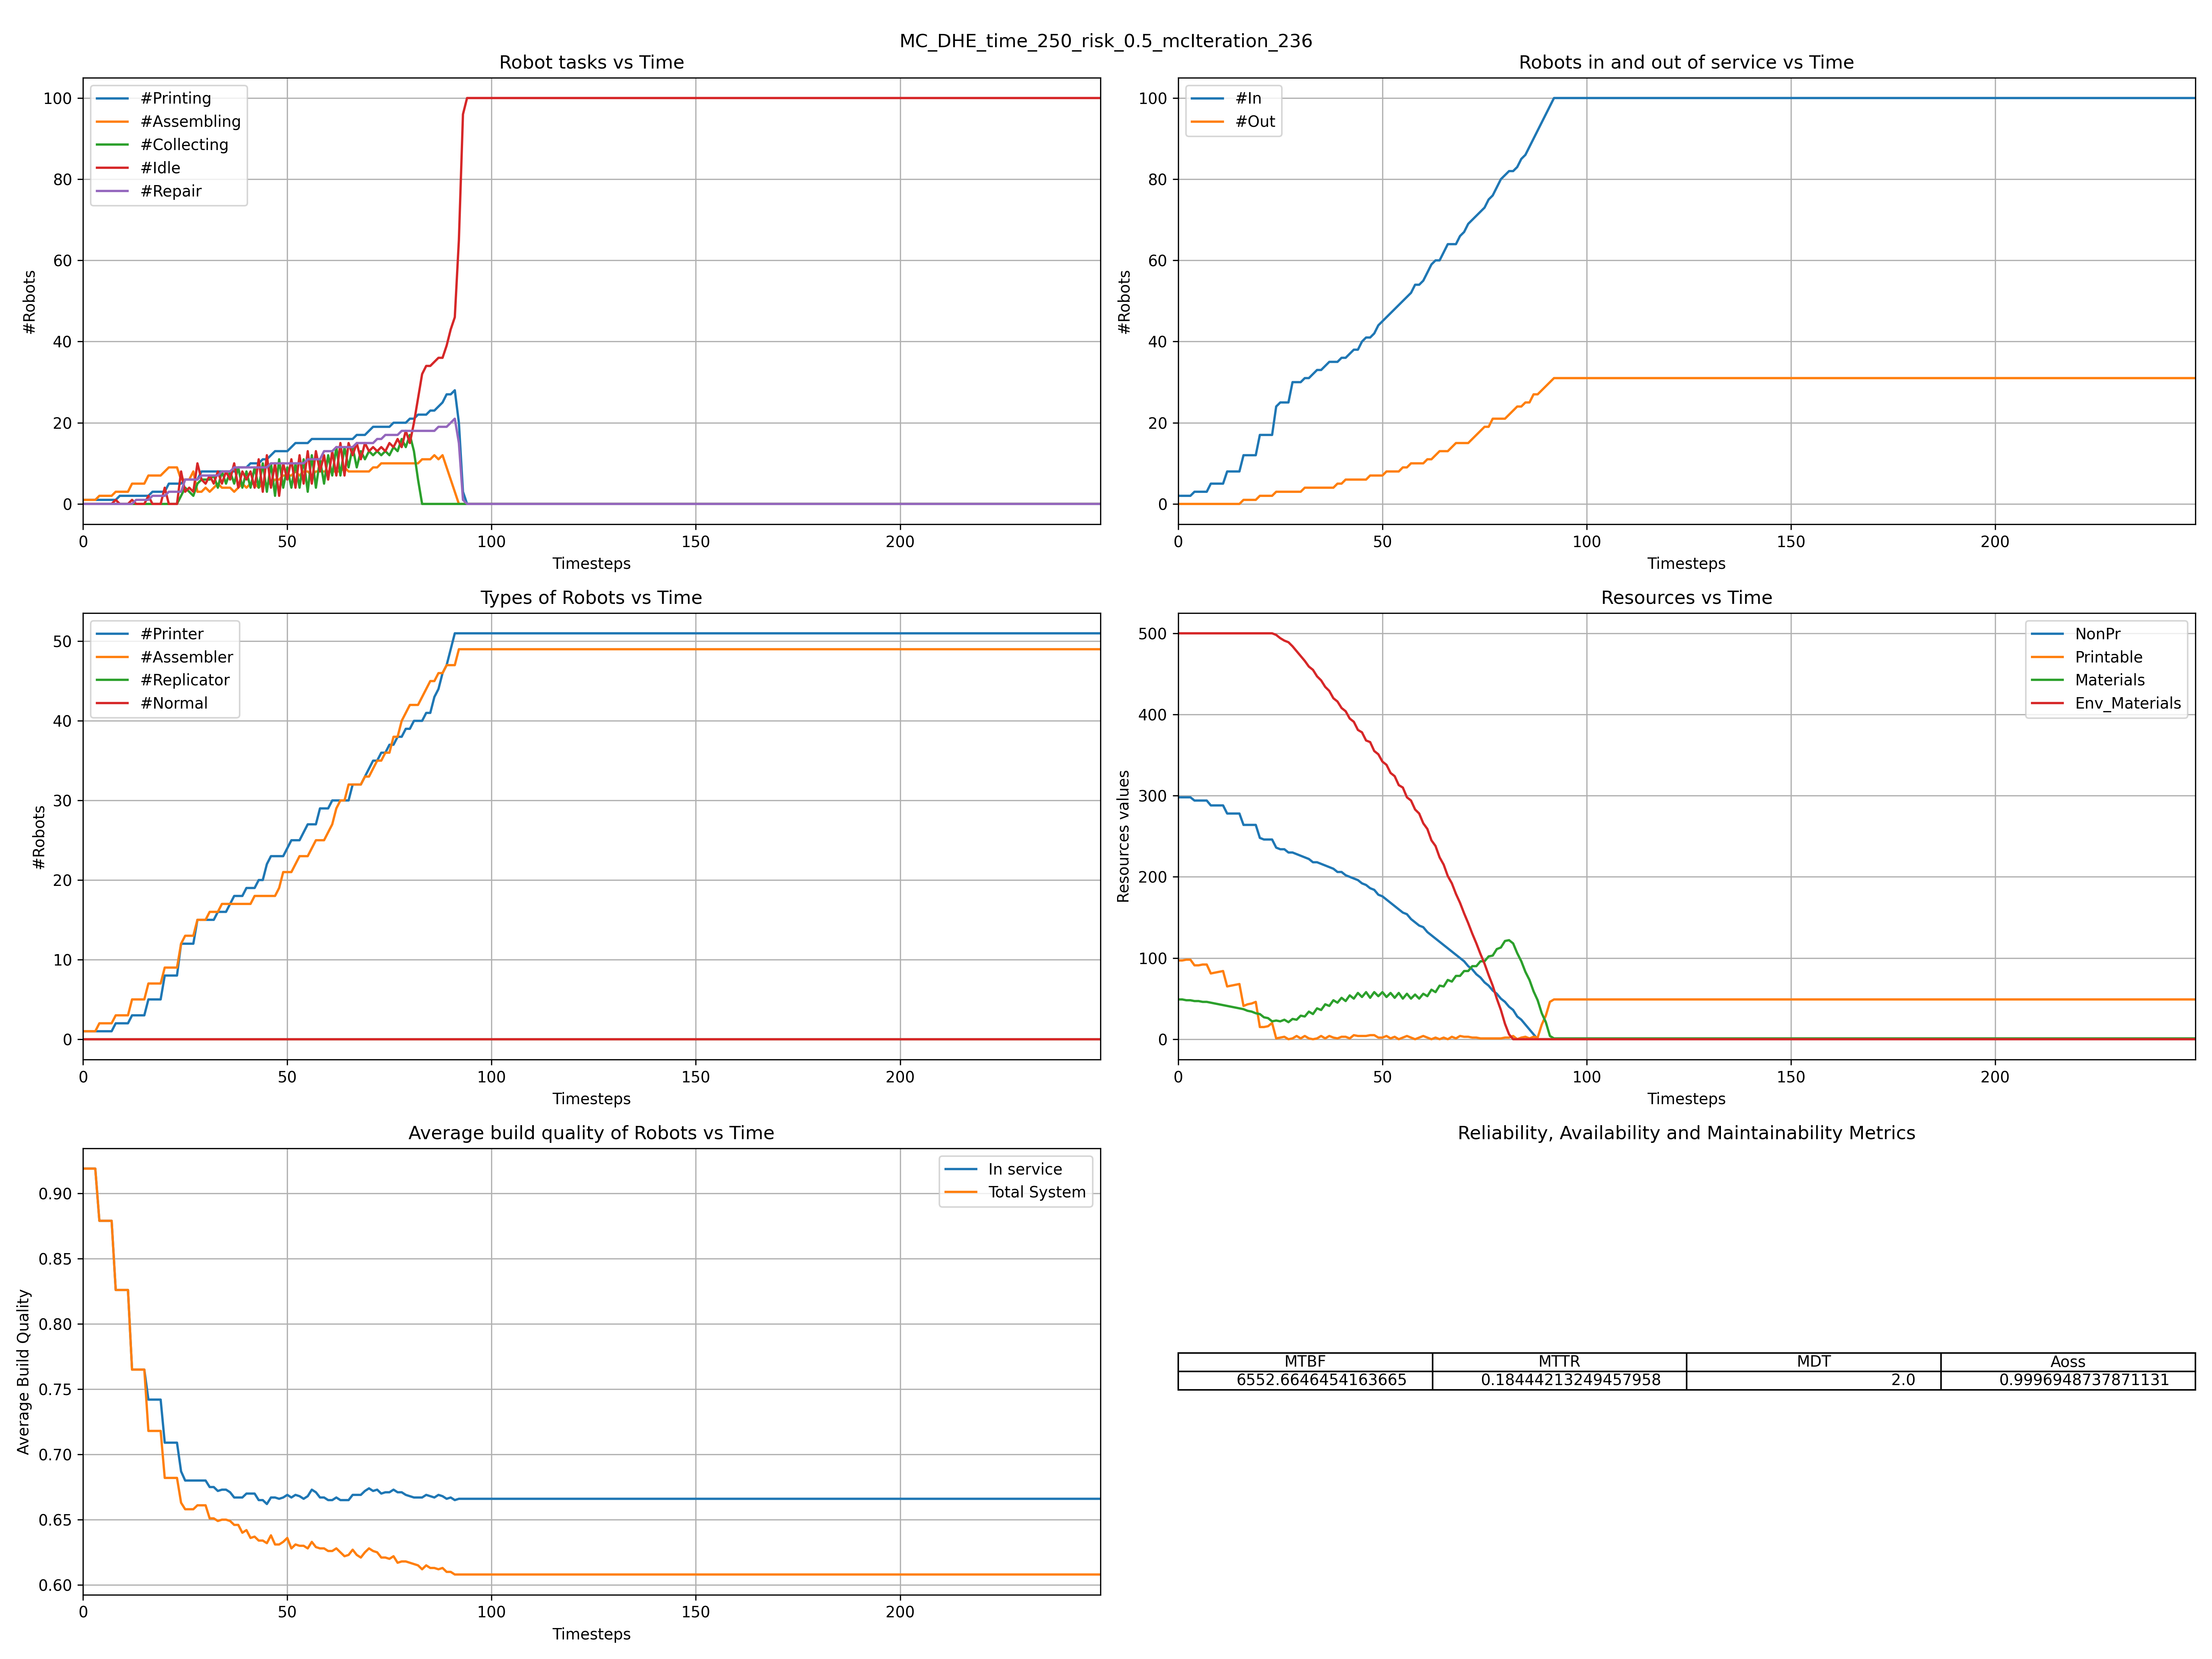 MC_DHE_time_250_risk_0.5_mcIteration_236
Robot tasks vs Time
#Robots
100
80
60
40
20
0
#Printing
#Assembling
#Collecting
#Idle
#Repair
0 50 100 150 200
Timesteps
Robots in and out of service vs Time
#Robots
100
80
60
40
20
0
#In
#Out
0 50 100 150 200
Timesteps
Types of Robots vs Time
#Robots
50
40
30
20
10
0
#Printer
#Assembler
#Replicator
#Normal
0 50 100 150 200
Timesteps
Resources vs Time
Resources values
500
400
300
200
100
0
NonPr
Printable
Materials
Env_Materials
0 50 100 150 200
Timesteps
Average build quality of Robots vs Time
Average Build Quality
0.90
0.85
0.80
0.75
0.70
0.65
0.60
In service
Total System
0 50 100 150 200
Timesteps
Reliability, Availability and Maintainability Metrics
MTBF MTTR MDT Aoss
6552.6646454163665 0.18444213249457958 2.0 0.9996948737871131